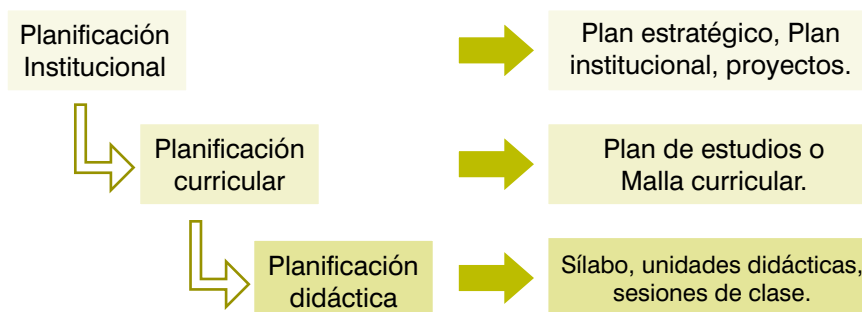 Planificación
Institucional
Plan estratégico, Plan
institucional, proyectos.
Planificación
curricular
Plan de estudios o
Malla curricular.
Planificación
didáctica
Sílabo, unidades didácticas,
sesiones de clase.